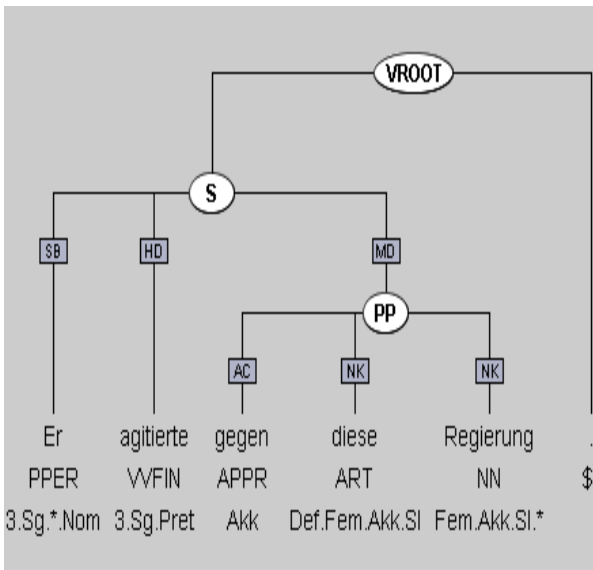 VROOT
S
SB HD MD
PP
AC NK NK
Er agitierte gegen diese Regierung .
PPER VVFIN APPR ART NN $
3.Sg.*.Nom 3.Sg.Pret Akk Def.Fem.Akk.Sl Fem.Akk.Sl.*